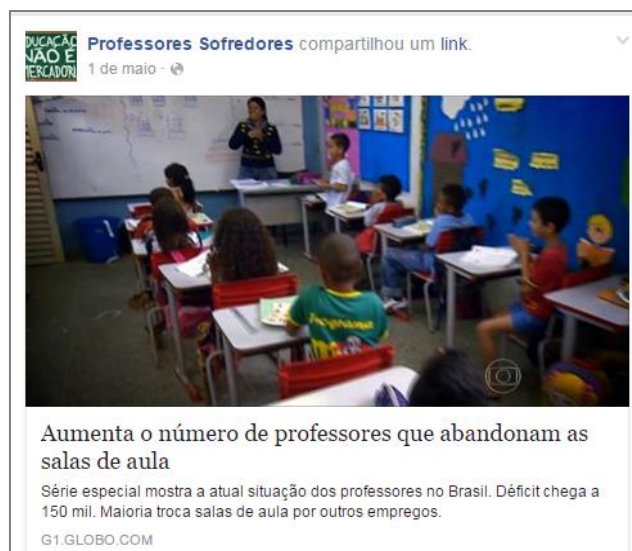 DUCAÇÃO
NÃO É
MERCADORI
Professores Sofredores compartilhou um link.
1 de maio
Aumenta o número de professores que abandonam as
salas de aula
Série especial mostra a atual situação dos professores no Brasil. Déficit chega a
150 mil. Maioria troca salas de aula por outros empregos.
G1.GLOBO.COM